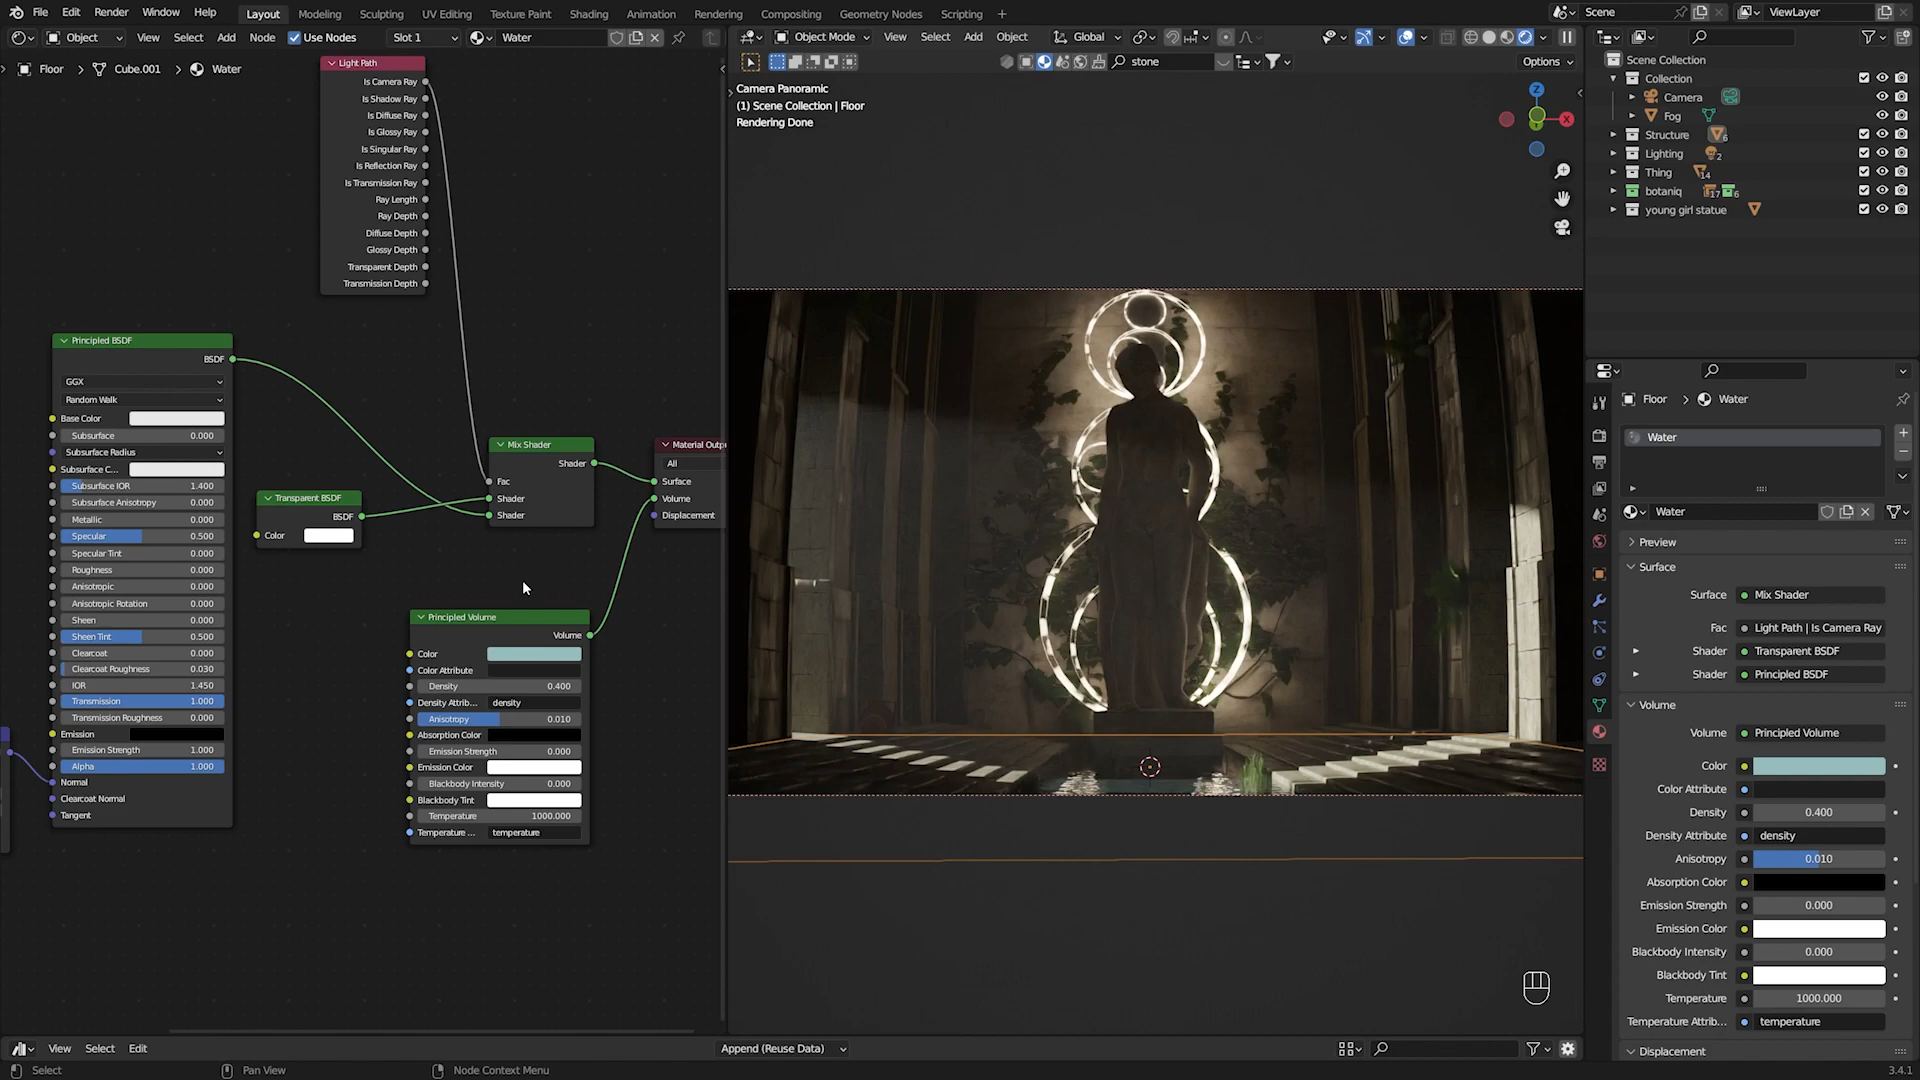 File Edit Render Window Help Layout Modeling Sculpting UV Editing Texture Paint Shading Animation Rendering Compositing Geometry Nodes Scripting + Scene ViewLayer
Object View Select Add Node Use Nodes Slot 1 Water
Object Mode View Select Add Object Global
Floor > Cube.001 > Water
stone Options
Light Path
Is Camera Ray
Is Shadow Ray
Is Diffuse Ray
Is Glossy Ray
Is Singular Ray
Is Reflection Ray
Is Transmission Ray
Ray Length
Ray Depth
Diffuse Depth
Glossy Depth
Transparent Depth
Transmission Depth
Principled BSDF
BSDF
GGX
Random Walk
Base Color
Subsurface 0.000
Subsurface Radius
Subsurface C...
Subsurface IOR 1.400
Subsurface Anisotropy 0.000
Metallic 0.000
Specular 0.500
Specular Tint 0.000
Roughness 0.000
Anisotropic 0.000
Anisotropic Rotation 0.000
Sheen 0.000
Sheen Tint 0.500
Clearcoat 0.000
Clearcoat Roughness 0.030
IOR 1.450
Transmission 1.000
Transmission Roughness 0.000
Emission
Emission Strength 1.000
Alpha 1.000
Normal
Clearcoat Normal
Tangent
Transparent BSDF
BSDF
Color
Mix Shader
Shader
Fac
Shader
Shader
Material Outpu
All
Surface
Volume
Displacement
Principled Volume
Volume
Color
Color Attribute
Density 0.400
Density Attrib... density
Anisotropy 0.010
Absorption Color
Emission Strength 0.000
Emission Color
Blackbody Intensity 0.000
Blackbody Tint
Temperature 1000.000
Temperature ... temperature
Camera Panoramic
(1) Scene Collection | Floor
Rendering Done
Z
X
Scene Collection
Collection
Camera
Fog
Structure 6
Lighting 2
Thing 14
botaniq 17 6
young girl statue
Floor > Water
Water
Water
Preview
Surface
Surface Mix Shader
Fac Light Path | Is Camera Ray
Shader Transparent BSDF
Shader Principled BSDF
Volume
Volume Principled Volume
Color
Color Attribute
Density 0.400
Density Attribute density
Anisotropy 0.010
Absorption Color
Emission Strength 0.000
Emission Color
Blackbody Intensity 0.000
Blackbody Tint
Temperature 1000.000
Temperature Attrib... temperature
Displacement
View Select Edit Append (Reuse Data)
Select Pan View Node Context Menu 3.4.1